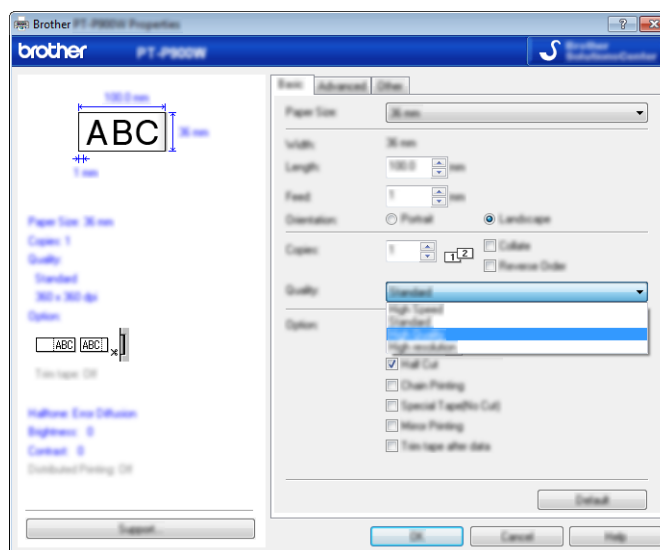 Brother PT-P900W Properties
brother PT-P900W Brother
SolutionsCenter
100.0 mm
ABC
36 mm
1 mm
Paper Size: 36 mm
Copies: 1
Quality:
Standard
360 x 360 dpi
Option:
ABC ABC
Trim tape: Off
Halftone: Error Diffusion
Brightness: 0
Contrast: 0
Distributed Printing: Off
Support...
Basic Advanced Other
Paper Size: 36 mm
Width: 36 mm
Length: 100.0 mm
Feed: 1 mm
Orientation: Portrait Landscape
Copies: 1 1 2 Collate
Reverse Order
Quality: Standard
High Speed
Standard
High Quality
High resolution
Option:
Half Cut
Chain Printing
Special Tape(No Cut)
Mirror Printing
Trim tape after data
Default
OK Cancel Help